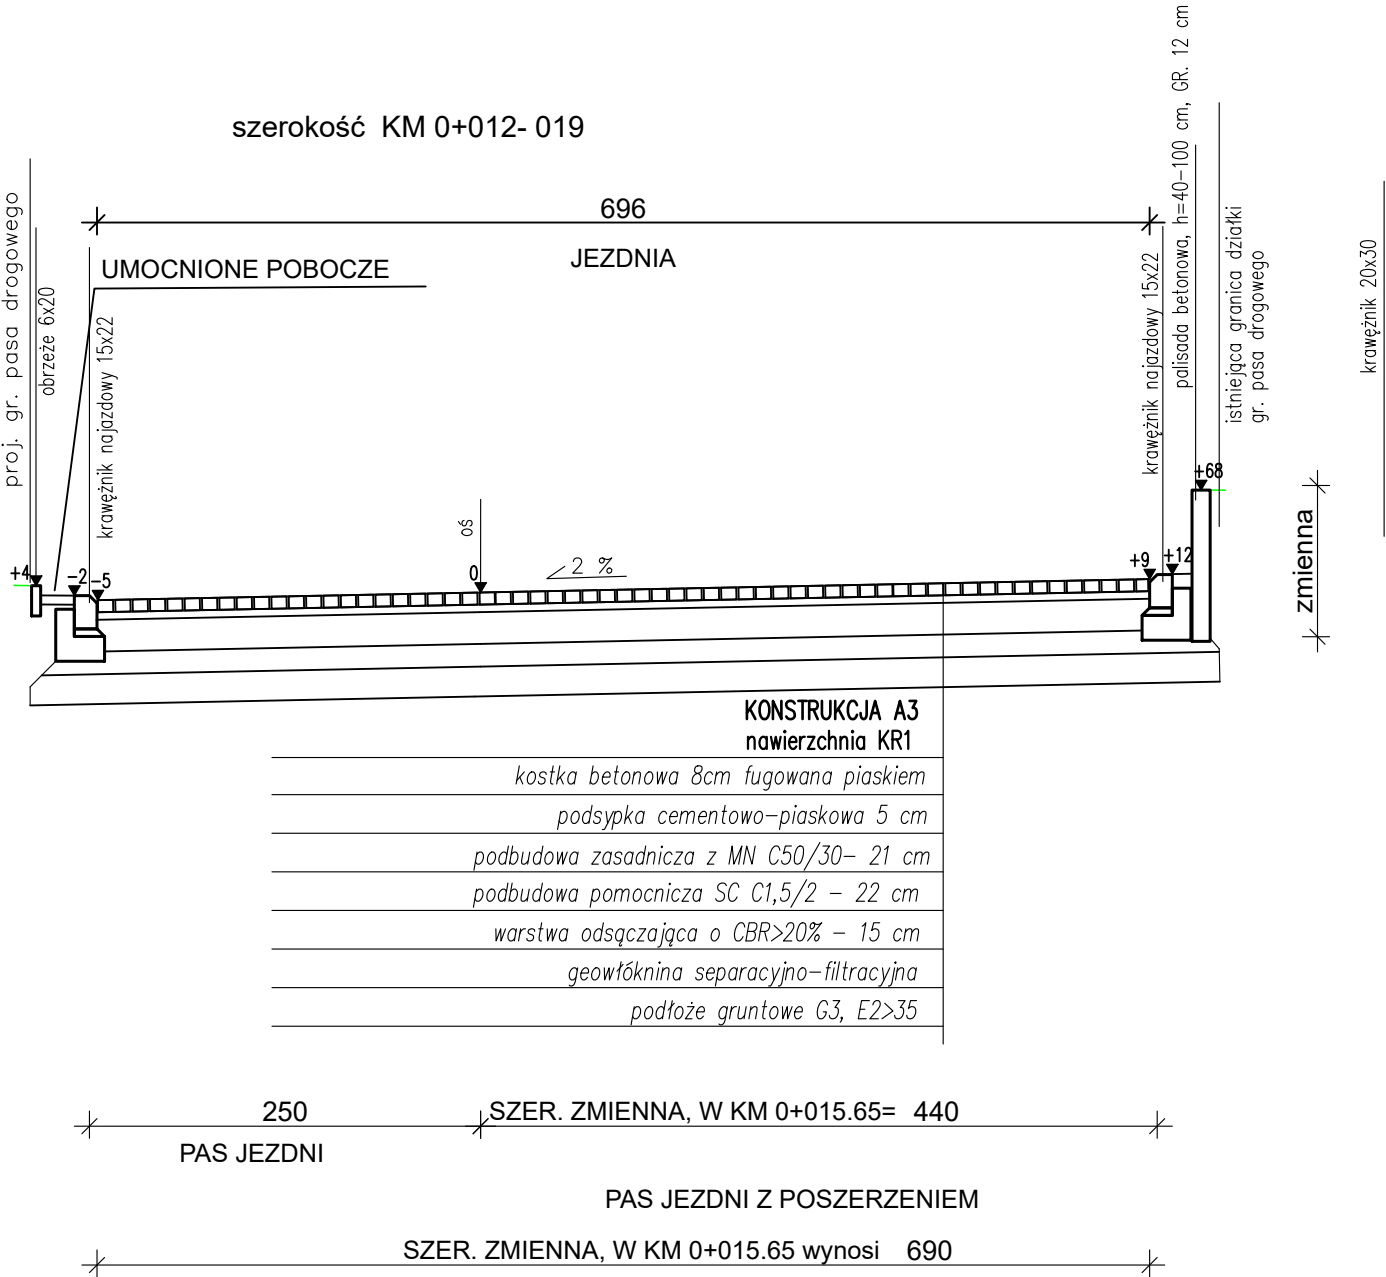 szerokość KM 0+012- 019
696
JEZDNIA
UMOCNIONE POBOCZE
proj. gr. pasa drogowego
obrzeże 6x20
krawężnik najazdowy 15x22
krawężnik najazdowy 15x22
palisada betonowa, h=40-100 cm, GR. 12 cm
istniejąca granica działki
gr. pasa drogowego
krawężnik 20x30
+68
zmienna
oś
2 %
+4
-2
-5
0
+9
+12
KONSTRUKCJA A3
nawierzchnia KR1
kostka betonowa 8cm fugowana piaskiem
podsypka cementowo-piaskowa 5 cm
podbudowa zasadnicza z MN C50/30- 21 cm
podbudowa pomocnicza SC C1,5/2 - 22 cm
warstwa odsączająca o CBR>20% - 15 cm
geowłóknina separacyjno-filtracyjna
podłoże gruntowe G3, E2>35
250
SZER. ZMIENNA, W KM 0+015.65= 440
PAS JEZDNI
PAS JEZDNI Z POSZERZENIEM
SZER. ZMIENNA, W KM 0+015.65 wynosi 690